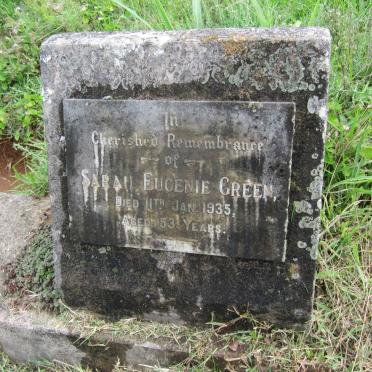 In
Cherished Remembrance
of
SARAH EUGENIE GREEN,
DIED 11TH JAN. 1935,
AGED 53 YEARS.